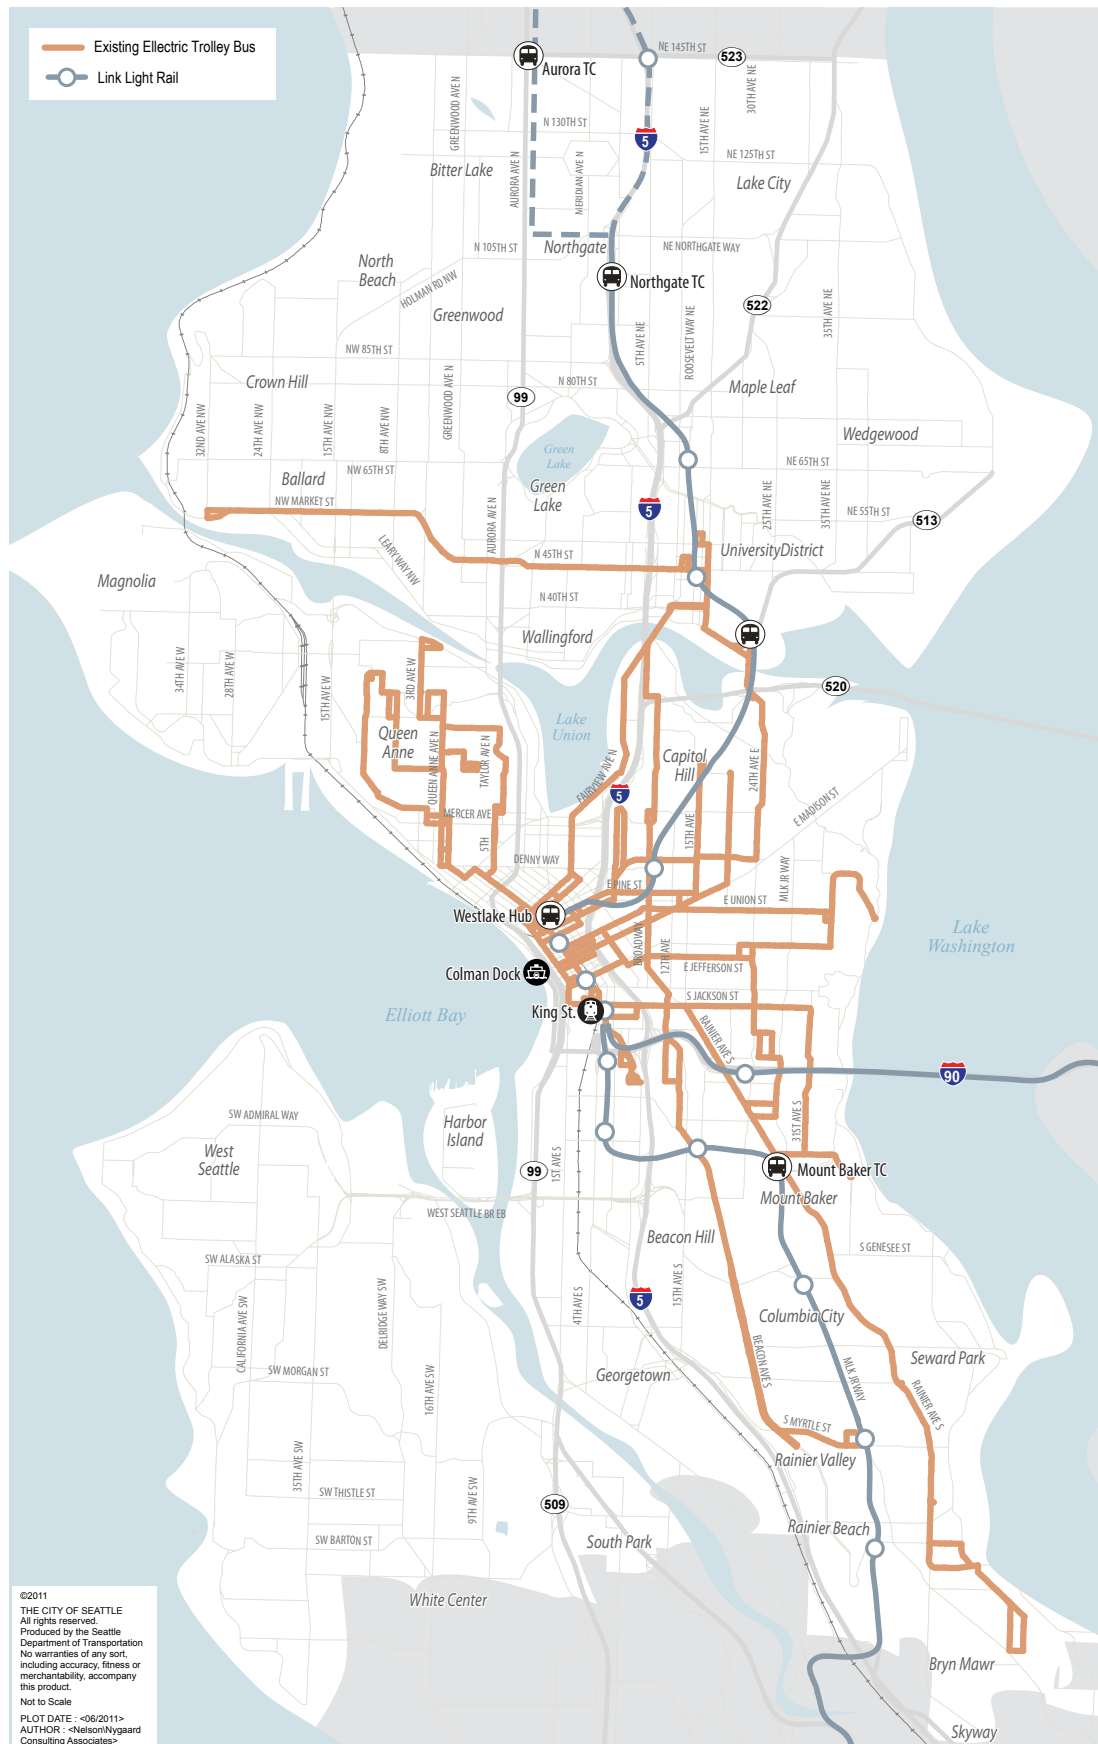 Existing Ellectric Trolley Bus
Link Light Rail
NE 145TH ST
523
Aurora TC
30TH AVE NE
GREENWOOD AVE N
15TH AVE NE
N 130TH ST
5
NE 125TH ST
Bitter Lake
AURORA AVE N
MERIDIAN AVE N
Lake City
N 105TH ST
Northgate
NE NORTHGATE WAY
North
Beach
HOLMAN RD NW
Northgate TC
522
35TH AVE NE
Greenwood
5TH AVE NE
ROOSEVELT WAY NE
NW 85TH ST
Crown Hill
N 80TH ST
Maple Leaf
99
32ND AVE NW
24TH AVE NW
15TH AVE NW
8TH AVE NW
GREENWOOD AVE N
Wedgewood
Green
Lake
NE 65TH ST
NW 65TH ST
Ballard
Green
Lake
NW MARKET ST
5
25TH AVE NE
35TH AVE NE
NE 55TH ST
513
AURORA AVE N
LEARY WAY NW
N 45TH ST
UniversityDistrict
Magnolia
N 40TH ST
Wallingford
34TH AVE W
28TH AVE W
15TH AVE W
3RD AVE W
520
Lake
Union
Queen
Anne
QUEEN ANNE AVE N
TAYLOR AVE N
Capitol
Hill
24TH AVE E
FAIRVIEW AVE N
5
E MADISON ST
MERCER AVE
5TH
15TH AVE
DENNY WAY
MLK JR WAY
E PINE ST
E UNION ST
Westlake Hub
BROADWAY
12TH AVE
Lake
Washington
Colman Dock
E JEFFERSON ST
S JACKSON ST
Elliott Bay
King St.
RAINIER AVE S
90
SW ADMIRAL WAY
Harbor
Island
31ST AVE S
West
Seattle
99
1ST AVE S
Mount Baker TC
Mount Baker
WEST SEATTLE BR EB
Beacon Hill
S GENESEE ST
SW ALASKA ST
15TH AVE S
CALIFORNIA AVE SW
DELRIDGE WAY SW
4TH AVE S
5
Columbia City
BEACON AVE S
MLK JR WAY
Seward Park
SW MORGAN ST
16TH AVE SW
Georgetown
RAINIER AVE S
S MYRTLE ST
35TH AVE SW
Rainier Valley
SW THISTLE ST
9TH AVE SW
509
Rainier Beach
SW BARTON ST
South Park
White Center
Bryn Mawr
Skyway
©2011
THE CITY OF SEATTLE
All rights reserved.
Produced by the Seattle
Department of Transportation
No warranties of any sort,
including accuracy, fitness or
merchantability, accompany
this product.
Not to Scale
PLOT DATE : <06/2011>
AUTHOR : <Nelson\Nygaard
Consulting Associates>